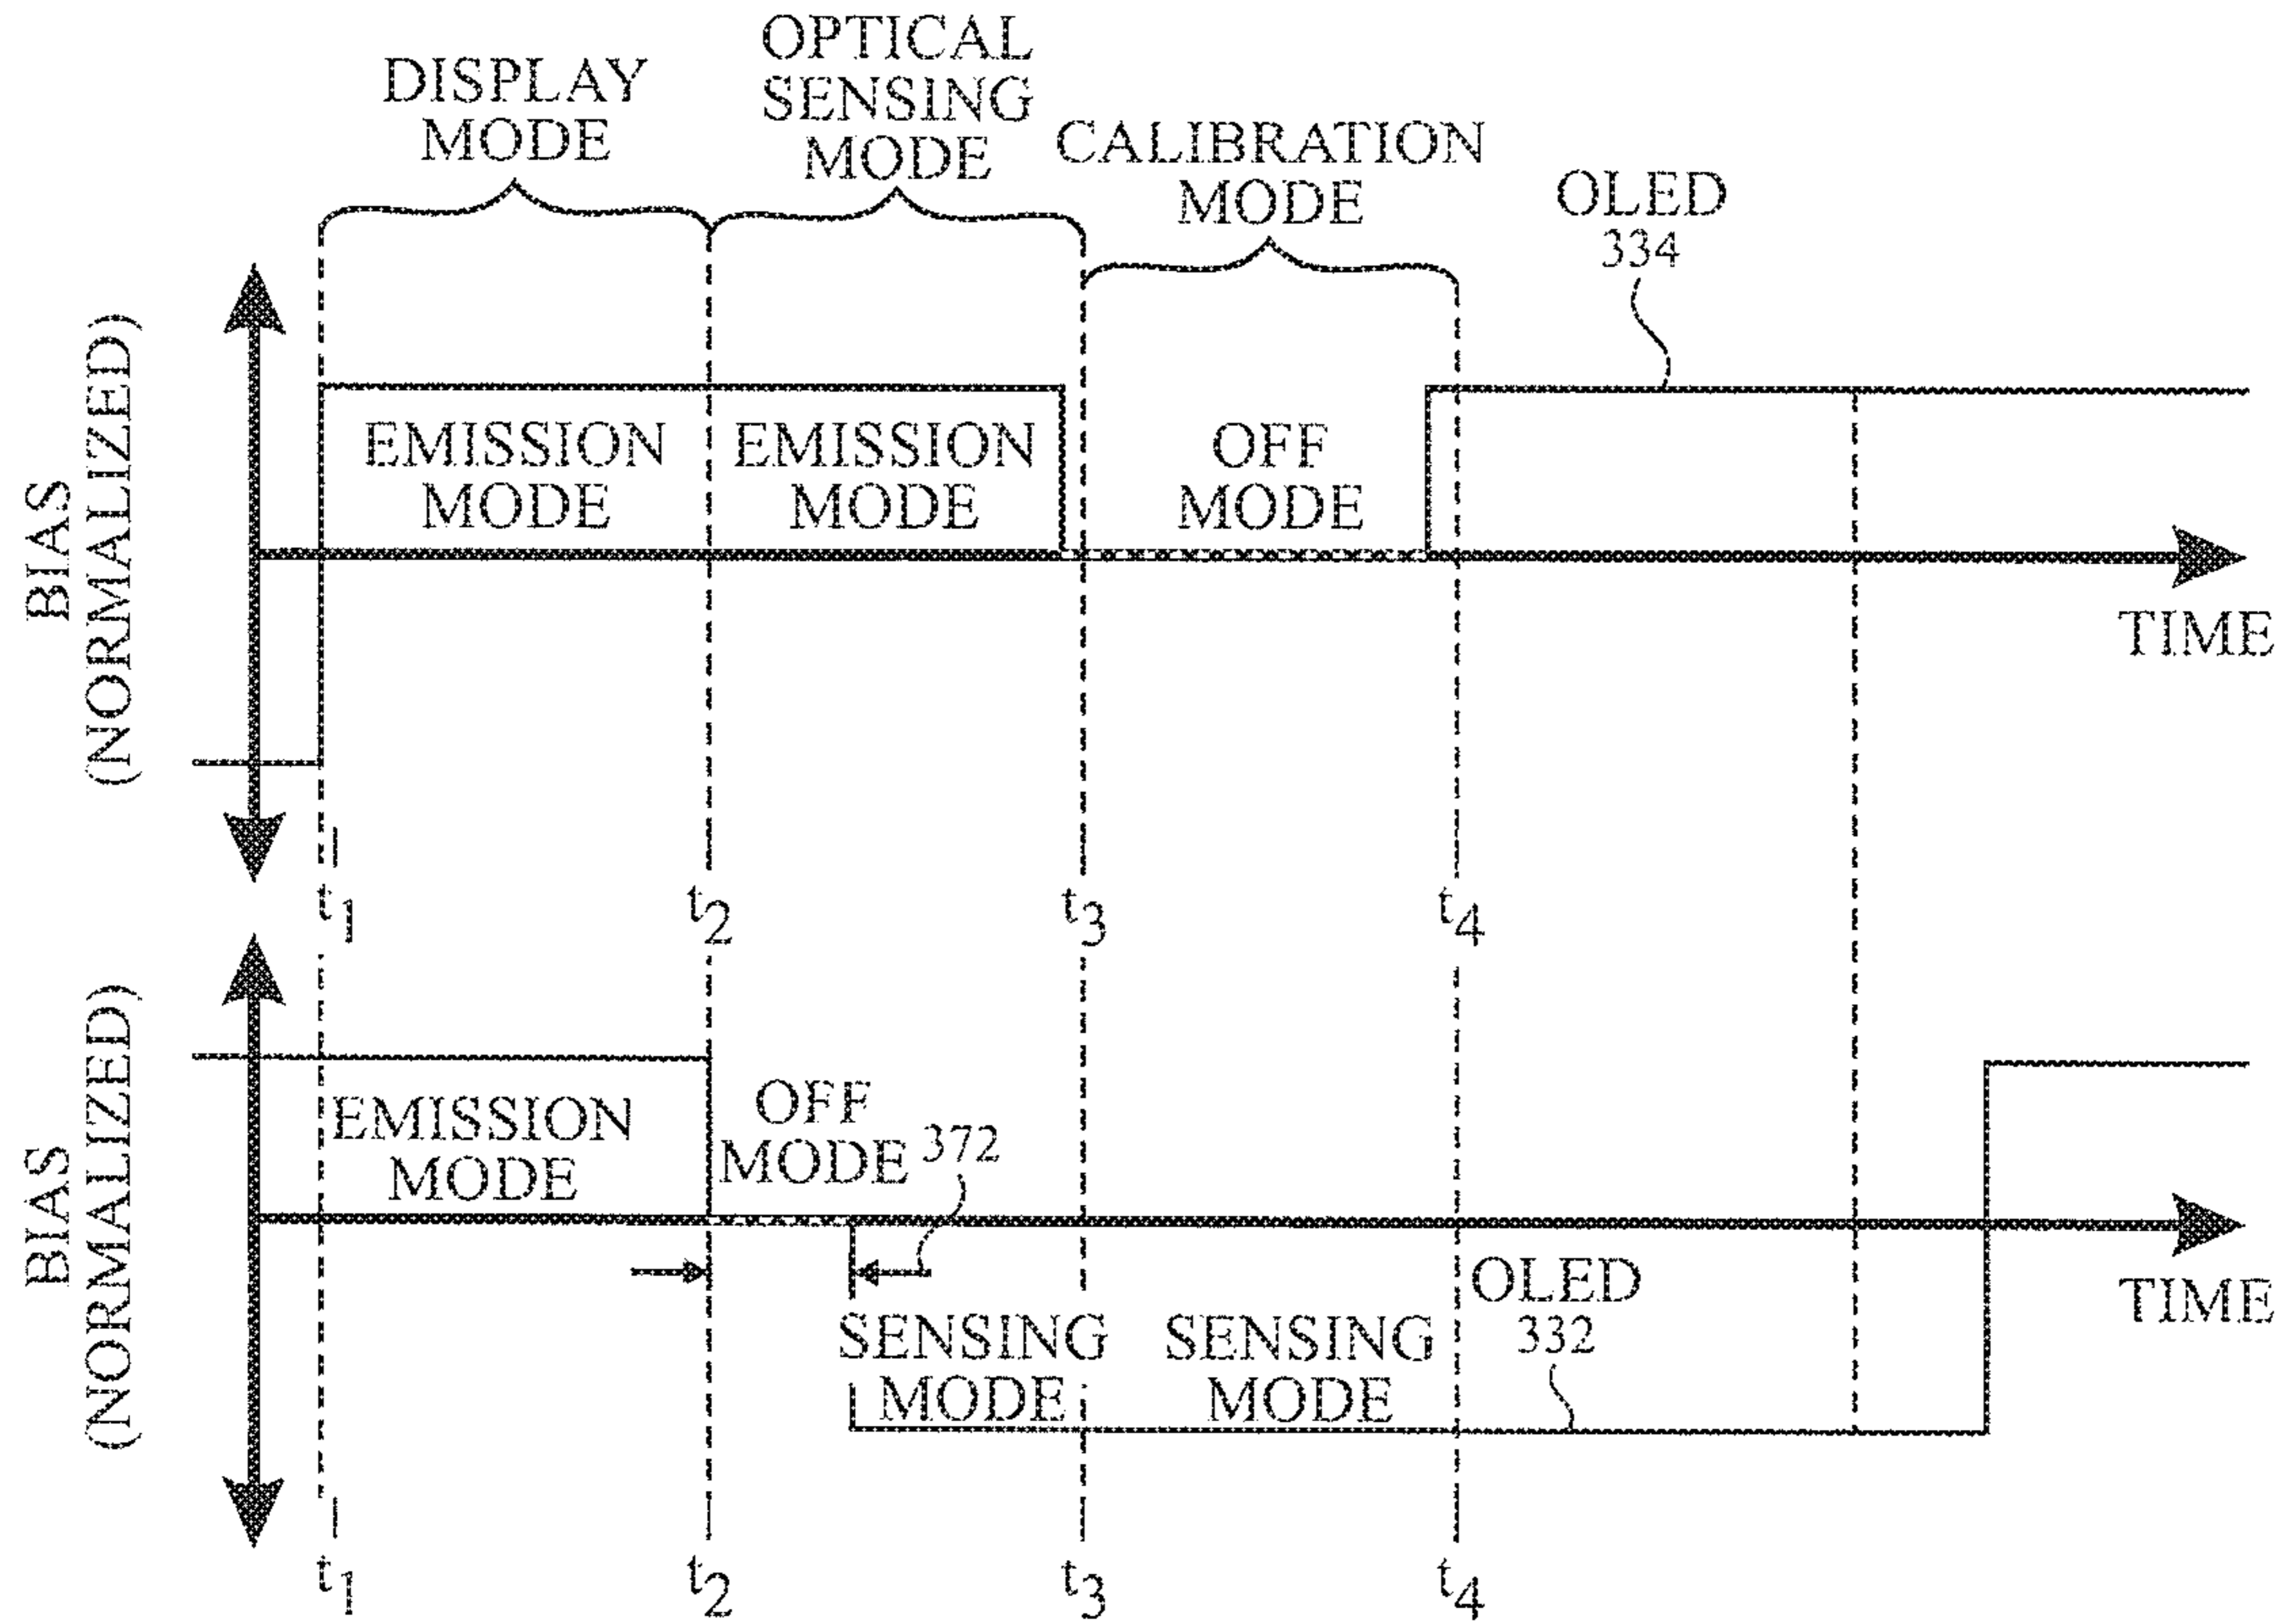 DISPLAY
MODE
OPTICAL
SENSING
MODE
CALIBRATION
MODE
OLED
334
BIAS
(NORMALIZED)
EMISSION
MODE
EMISSION
MODE
OFF
MODE
TIME
t1
t2
t3
t4
BIAS
(NORMALIZED)
EMISSION
MODE
OFF
MODE
372
SENSING
MODE
SENSING
MODE
OLED
332
TIME
t1
t2
t3
t4